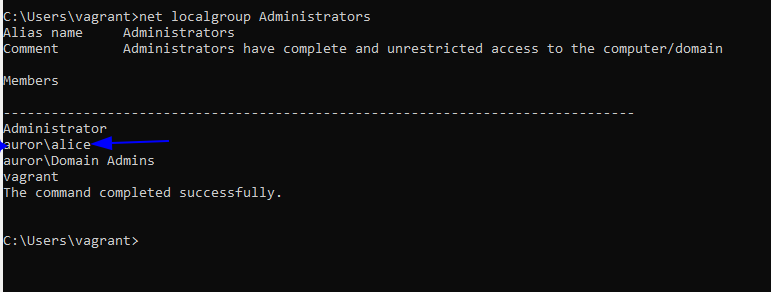 C:\Users\vagrant>net localgroup Administrators
Alias name     Administrators
Comment        Administrators have complete and unrestricted access to the computer/domain
Members
-------------------------------------------------------------------------------
Administrator
auror\alice
auror\Domain Admins
vagrant
The command completed successfully.
C:\Users\vagrant>